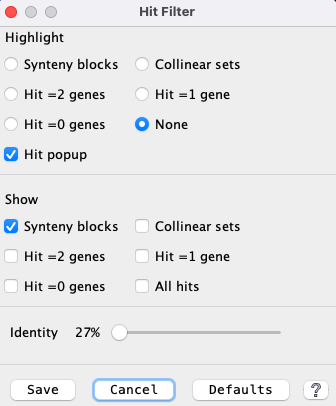 Hit Filter
Highlight
Synteny blocks Collinear sets
Hit =2 genes Hit =1 gene
Hit =0 genes None
Hit popup
Show
Synteny blocks Collinear sets
Hit =2 genes Hit =1 gene
Hit =0 genes All hits
Identity 27%
Save Cancel Defaults ?